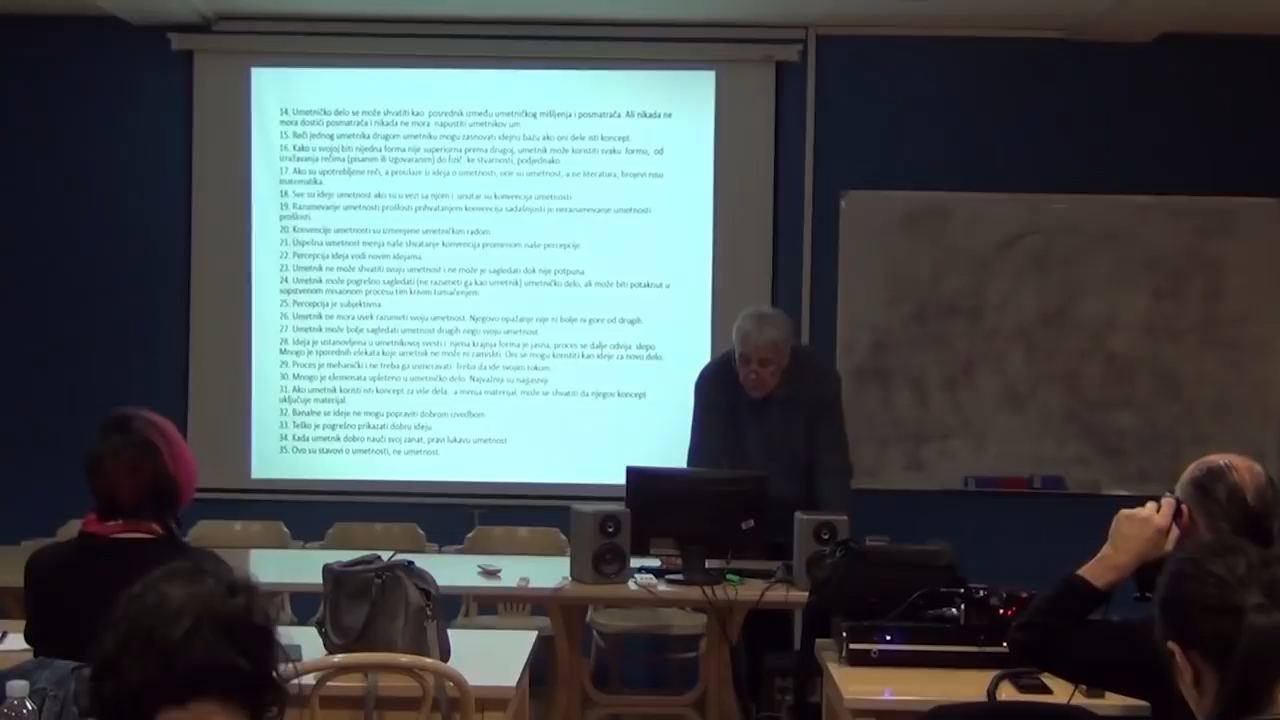 14. Umetničko delo se može shvatiti kao posrednik između umetničkog mišljenja i posmatrača. Ali nikada ne
mora dostići posmatrača i nikada ne mora napustiti umetnikov um.
15. Reči jednog umetnika drugom umetniku mogu zasnovati idejnu bazu ako oni dele isti koncept.
16. Kako u svojoj biti nijedna forma nije superiorna prema drugoj, umetnik može koristiti svaku formu, od
izražavanja rečima (pisanim ili izgovaranim) do fizič ke stvarnosti, podjednako.
17. Ako su upotrebljene reči, a proizlaze iz ideja o umetnosti, one su umetnost, a ne literatura; brojevi nisu
matematika.
18. Sve su ideje umetnost ako su u vezi sa njom i unutar su konvencija umetnosti.
19. Razumevanje umetnosti prošlosti prihvatanjem konvencija sadašnjosti je nerazumevanje umetnosti
prošlosti.
20. Konvencije umetnosti su izmenjene umetničkim radom.
21. Uspešna umetnost menja naše shvatanje konvencija promenom naše percepcije.
22. Percepcija ideja vodi novim idejama.
23. Umetnik ne može shvatiti svoju umetnost i ne može je sagledati dok nije potpuna.
24. Umetnik može pogrešno sagledati (ne razumeti ga kao umetnik) umetničko delo, ali može biti potaknut u
sopstvenom misaonom procesu tim krivim tumačenjem.
25. Percepcija je subjektivna.
26. Umetnik ne mora uvek razumeti svoju umetnost. Njegovo opažanje nije ni bolje ni gore od drugih.
27. Umetnik može bolje sagledati umetnost drugih nego svoju umetnost.
28. Ideja je ustanovljena u umetnikovoj svesti i njena krajnja forma je jasna, proces se dalje odvija slepo.
Mnogo je sporednih efekata koje umetnik ne može ni zamisliti. Oni se mogu koristiti kao ideje za novo delo.
29. Proces je mehanički i ne treba ga usmeravati. Treba da ide svojim tokom.
30. Mnogo je elemenata upleteno u umetničko delo. Najvažniji su najjasniji.
31. Ako umetnik koristi isti koncept za više dela, a menja materijal, može se shvatiti da njegov koncept
uključuje materijal.
32. Banalne se ideje ne mogu popraviti dobrom izvedbom.
33. Teško je pogrešno prikazati dobru ideju.
34. Kada umetnik dobro nauči svoj zanat, pravi lukavu umetnost.
35. Ovo su stavovi o umetnosti, ne umetnost.